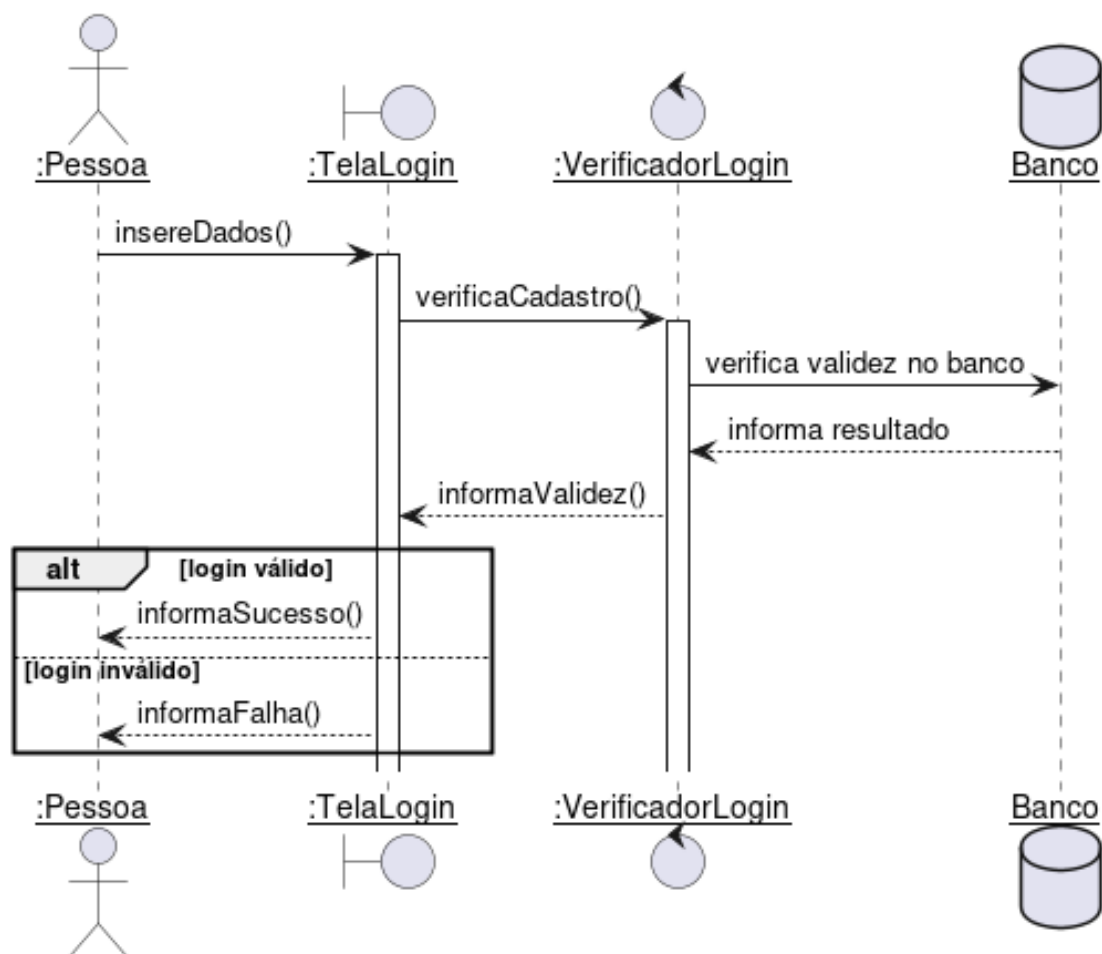 :Pessoa
:TelaLogin
:VerificadorLogin
Banco
insereDados()
verificaCadastro()
verifica validez no banco
informa resultado
informaValidez()
alt
[login válido]
informaSucesso()
[login inválido]
informaFalha()
:Pessoa
:TelaLogin
:VerificadorLogin
Banco